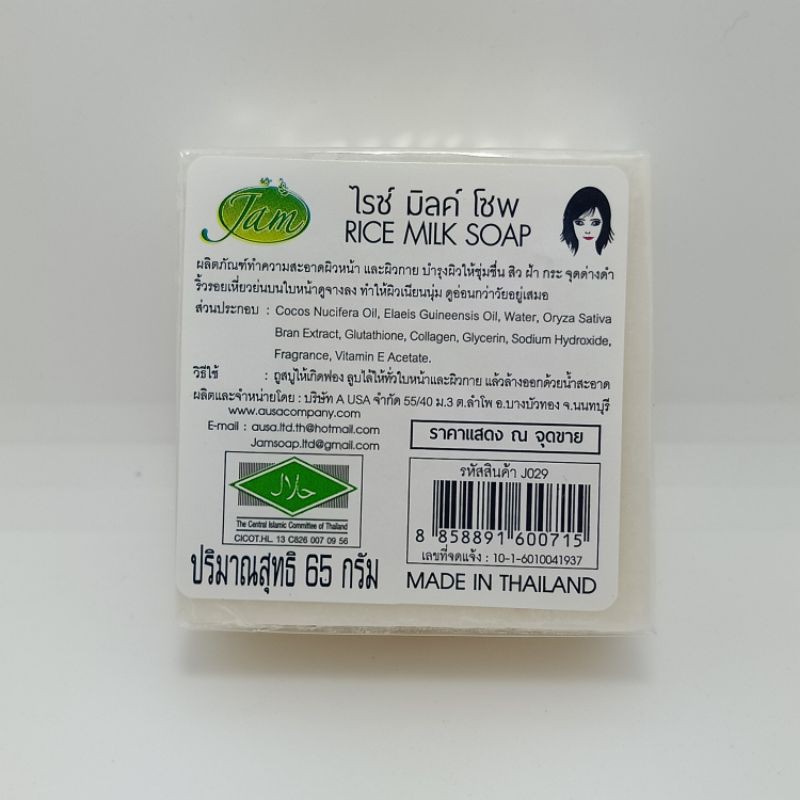 Jam
ไรซ์ มิลค์ โซพ
RICE MILK SOAP
ผลิตภัณฑ์ทำความสะอาดผิวหน้า และผิวกาย บำรุงผิวให้ชุ่มชื่น สิว ฝ้า กระ จุดด่างดำ
ริ้วรอยเหี่ยวย่นบนใบหน้าดูจางลง ทำให้ผิวเนียนนุ่ม ดูอ่อนกว่าวัยอยู่เสมอ
ส่วนประกอบ : Cocos Nucifera Oil, Elaeis Guineensis Oil, Water, Oryza Sativa
Bran Extract, Glutathione, Collagen, Glycerin, Sodium Hydroxide,
Fragrance, Vitamin E Acetate.
วิธีใช้ : ถูสบู่ให้เกิดฟอง ลูบไล้ให้ทั่วใบหน้าและผิวกาย แล้วล้างออกด้วยน้ำสะอาด
ผลิตและจำหน่ายโดย : บริษัท A USA จำกัด 55/40 ม.3 ต.ลำโพ อ.บางบัวทอง จ.นนทบุรี
www.ausacompany.com
E-mail : ausa.ltd.th@hotmail.com
Jamsoap.ltd@gmail.com
ราคาแสดง ณ จุดขาย
حلال
The Central Islamic Committee of Thailand
CICOT.HL. 13 C826 007 09 56
รหัสสินค้า J029
8 858891 600715
เลขที่จดแจ้ง : 10-1-6010041937
ปริมาณสุทธิ 65 กรัม
MADE IN THAILAND